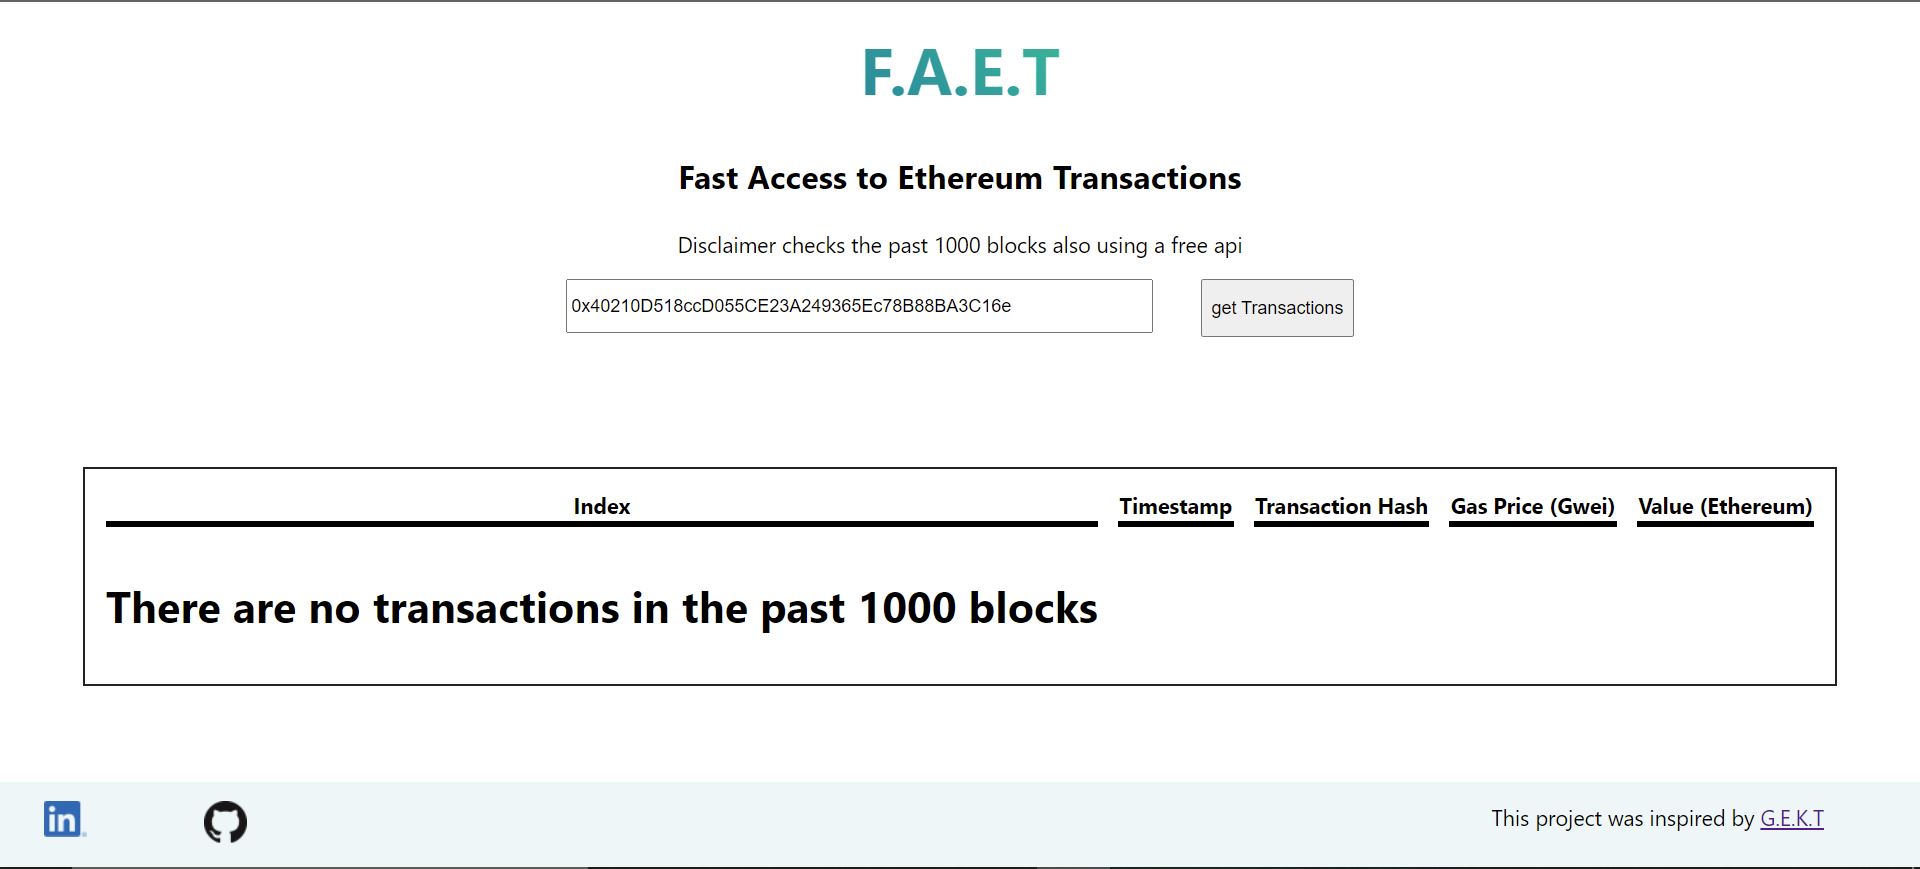 F.A.E.T
Fast Access to Ethereum Transactions
Disclaimer checks the past 1000 blocks also using a free api
0x40210D518ccD055CE23A249365Ec78B88BA3C16e
get Transactions
Index Timestamp Transaction Hash Gas Price (Gwei) Value (Ethereum)
There are no transactions in the past 1000 blocks
in
This project was inspired by G.E.K.T